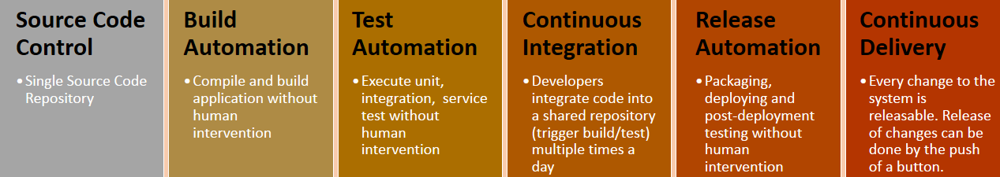 Source Code
Control
• Single Source Code
Repository
Build
Automation
• Compile and build
application without
human
intervention
Test
Automation
• Execute unit,
integration, service
test without
human
intervention
Continuous
Integration
• Developers
integrate code into
a shared repository
(trigger build/test)
multiple times a
day
Release
Automation
• Packaging,
deploying and
post-deployment
testing without
human
intervention
Continuous
Delivery
• Every change to the
system is
releasable. Release
of changes can be
done by the push
of a button.